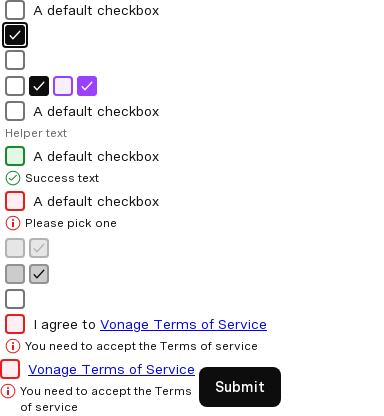 A default checkbox
A default checkbox
Helper text
A default checkbox
Success text
A default checkbox
Please pick one
I agree to Vonage Terms of Service
You need to accept the Terms of service
Vonage Terms of Service
You need to accept the Terms
of service
Submit